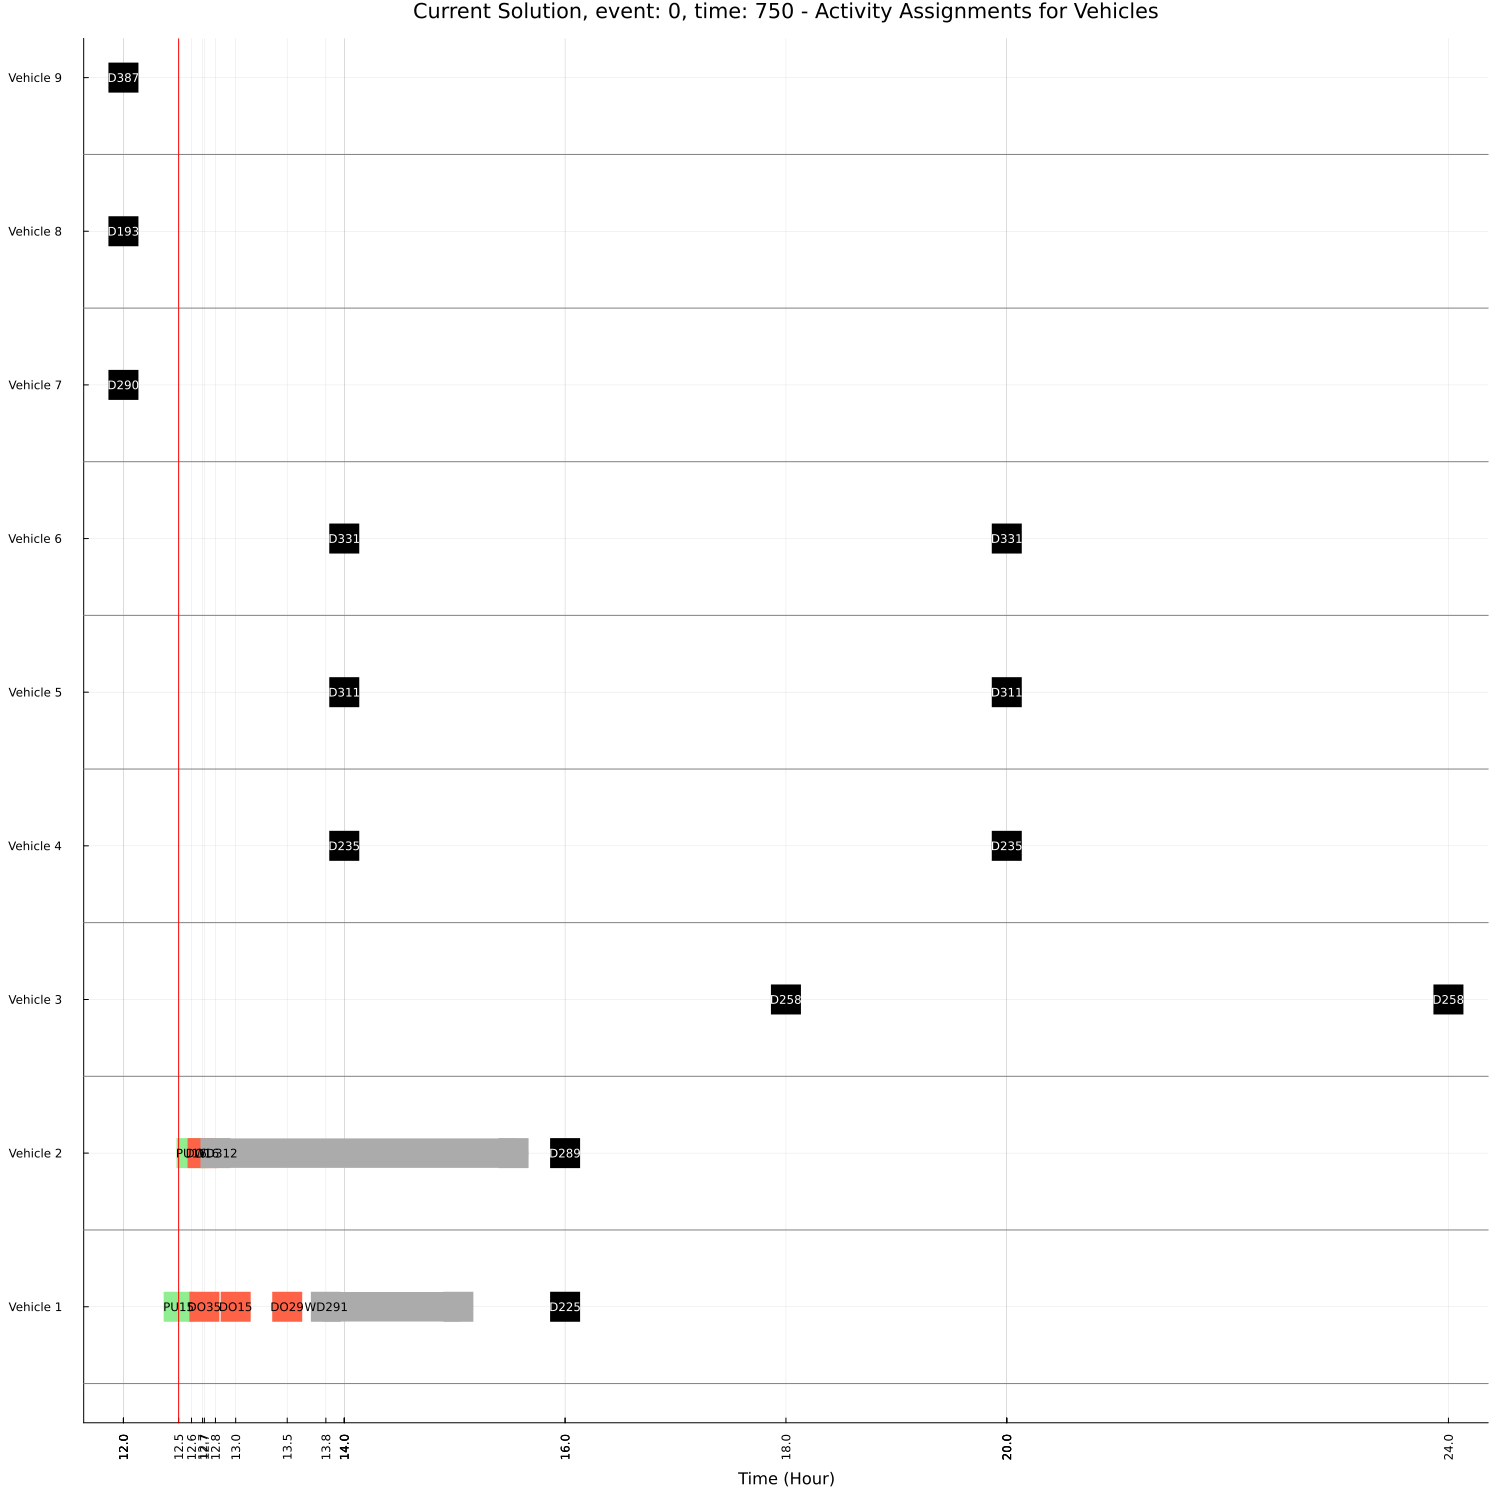 Current Solution, event: 0, time: 750 - Activity Assignments for Vehicles
Vehicle 9 D387
Vehicle 8 D193
Vehicle 7 D290
Vehicle 6 D331 D331
Vehicle 5 D311 D311
Vehicle 4 D235 D235
Vehicle 3 D258 D258
Vehicle 2 D289
Vehicle 1 PU15 DO35 DO15 DO29 WD291 D225
12.0 12.5 12.6 12.7 12.8 13.0 13.5 13.8 14.0 16.0 18.0 20.0 24.0
Time (Hour)